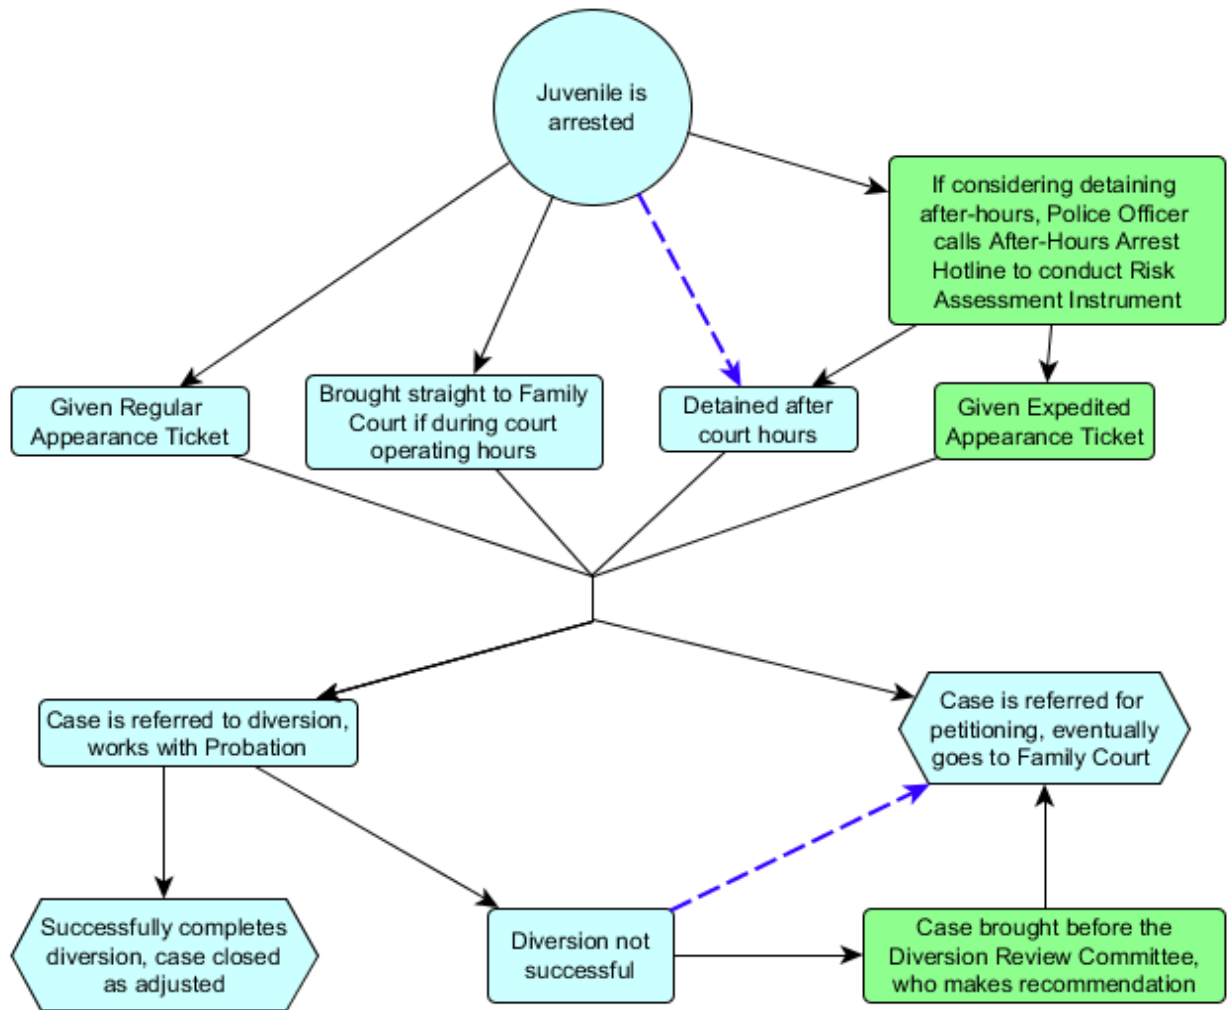 Juvenile is
arrested
If considering detaining
after-hours, Police Officer
calls After-Hours Arrest
Hotline to conduct Risk
Assessment Instrument
Given Regular
Appearance Ticket
Brought straight to Family
Court if during court
operating hours
Detained after
court hours
Given Expedited
Appearance Ticket
Case is referred to diversion,
works with Probation
Case is referred for
petitioning, eventually
goes to Family Court
Successfully completes
diversion, case closed
as adjusted
Diversion not
successful
Case brought before the
Diversion Review Committee,
who makes recommendation